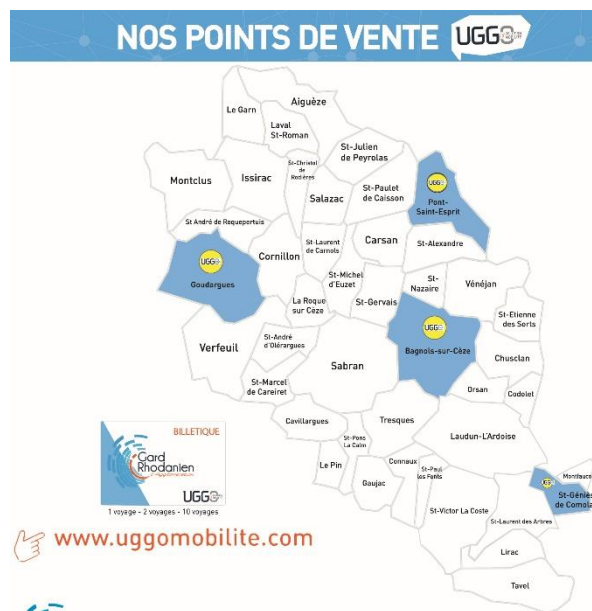 NOS POINTS DE VENTE UGGO
Aiguèze
Le Garn
Laval
St-Roman
St-Julien
de Peyrolas
St-Christol
de
Rodières
Montclus
Issirac
Salazac
St-Paulet
de Caisson
UGGO
Pont-
Saint-Esprit
St André de Roquepertuis
Cornillon
St-Laurent
de Carnols
Carsan
St-Alexandre
UGGO
Goudargues
St-Michel
d'Euzet
St-
Nazaire
Vénéjan
La Roque
sur Cèze
St-Gervais
St-Etienne
des Sorts
UGGO
Bagnols-sur-Cèze
Verfeuil
St-André
d'Olérargues
Chusclan
Sabran
St-Marcel
de Careiret
Orsan
Codolet
Cavillargues
Tresques
St-Pons
La Calm
Laudun-L'Ardoise
BILLETIQUE
Gard
Rhodanien
UGGO
1 voyage - 2 voyages - 10 voyages
Le Pin
Connaux
St-Paul
les Fonts
Gaujac
Montfaucon
St-Géniès
de Comolas
St-Victor La Coste
St-Laurent des Arbres
www.uggomobilite.com
Lirac
Tavel